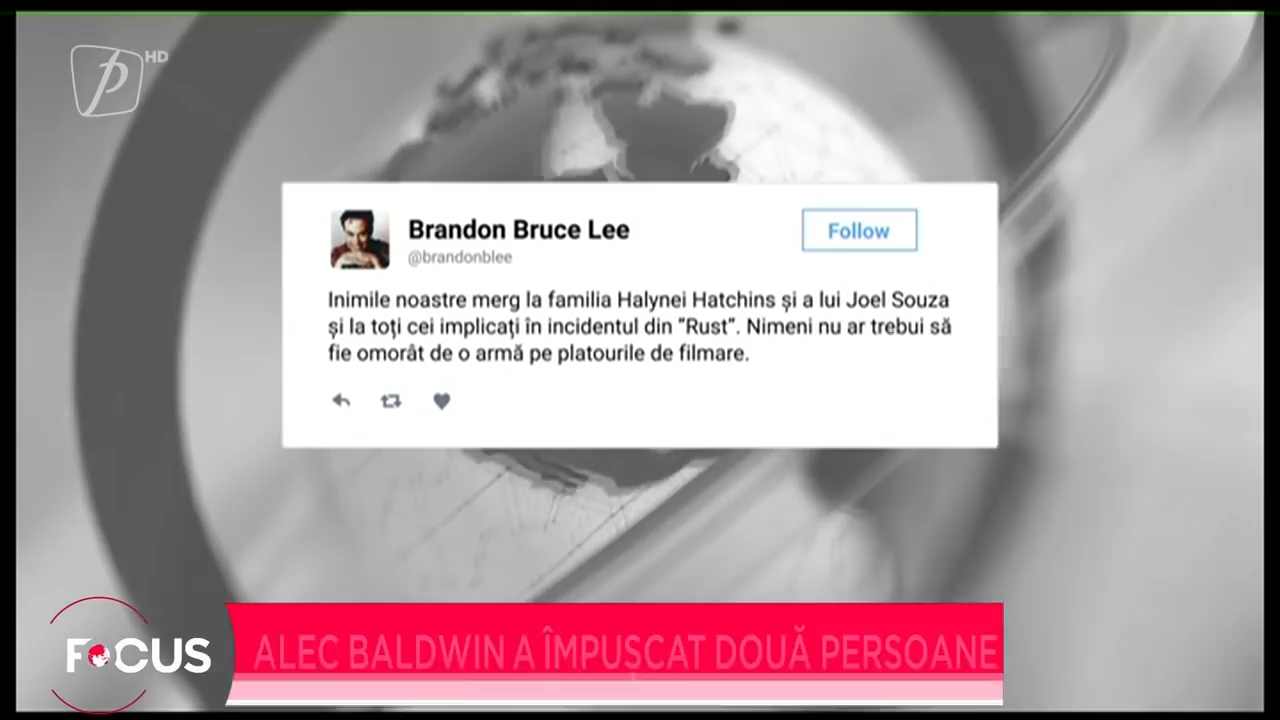 p HD
Brandon Bruce Lee
Follow
@brandonblee
Inimile noastre merg la familia Halynei Hatchins și a lui Joel Souza
și la toți cei implicați în incidentul din "Rust". Nimeni nu ar trebui să
fie omorât de o armă pe platourile de filmare.
FOCUS
ALEC BALDWIN A ÎMPUȘCAT DOUĂ PERSOANE